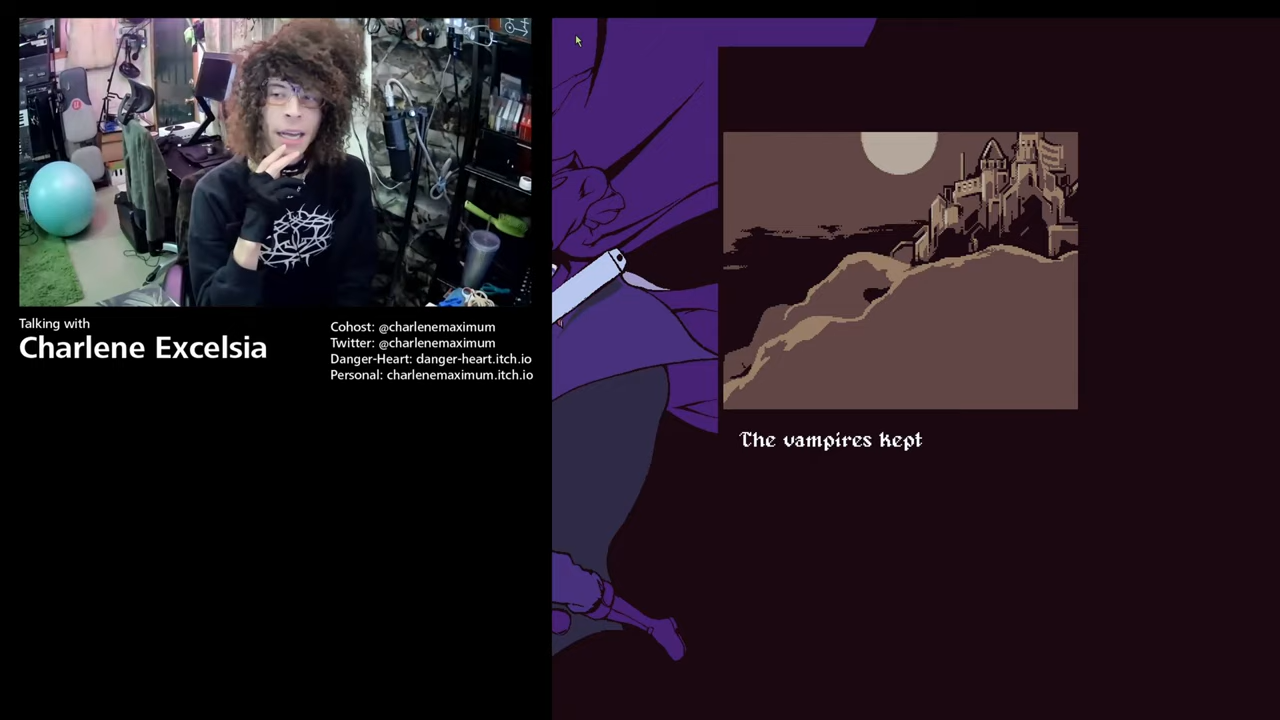 Talking with
Charlene Excelsia
Cohost: @charlenemaximum
Twitter: @charlenemaximum
Danger-Heart: danger-heart.itch.io
Personal: charlenemaximum.itch.io
The vampires kept